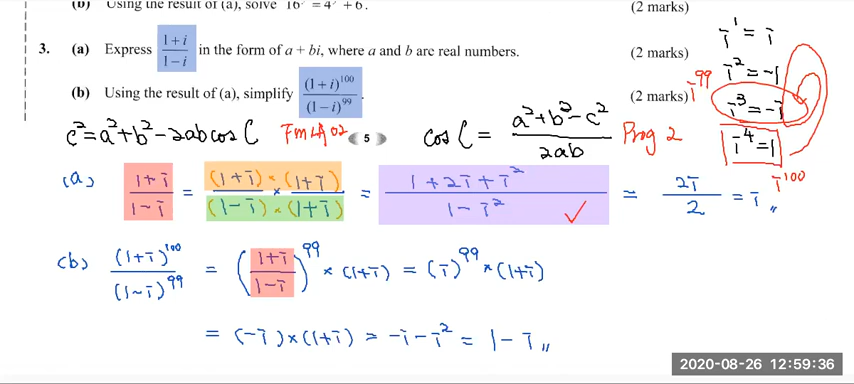 (b) Using the result of (a), solve 16 = 4 + 6. (2 marks)
3. (a) Express (1+i)/(1−i) in the form of a + bi, where a and b are real numbers. (2 marks)
(b) Using the result of (a), simplify (1+i)^100/(1−i)^99. (2 marks)
i^1 = i
i^2 = −1
i^99
i^3 = −i
i^4 = 1
i^100
c^2 = a^2 + b^2 − 2ab cos C
5
cos C = (a^2 + b^2 − c^2)/(2ab) Prog 2
(a) (1+i)/(1−i) = (1+i) × (1+i)/(1−i) × (1+i) = (1 + 2i + i^2)/(1 − i^2) = 2i/2 = i
(b) (1+i)^100/(1−i)^99 = ((1+i)/(1−i))^99 × (1+i) = (i)^99 × (1+i)
= (−i) × (1+i) = −i − i^2 = 1 − i
2020-08-26 12:59:36